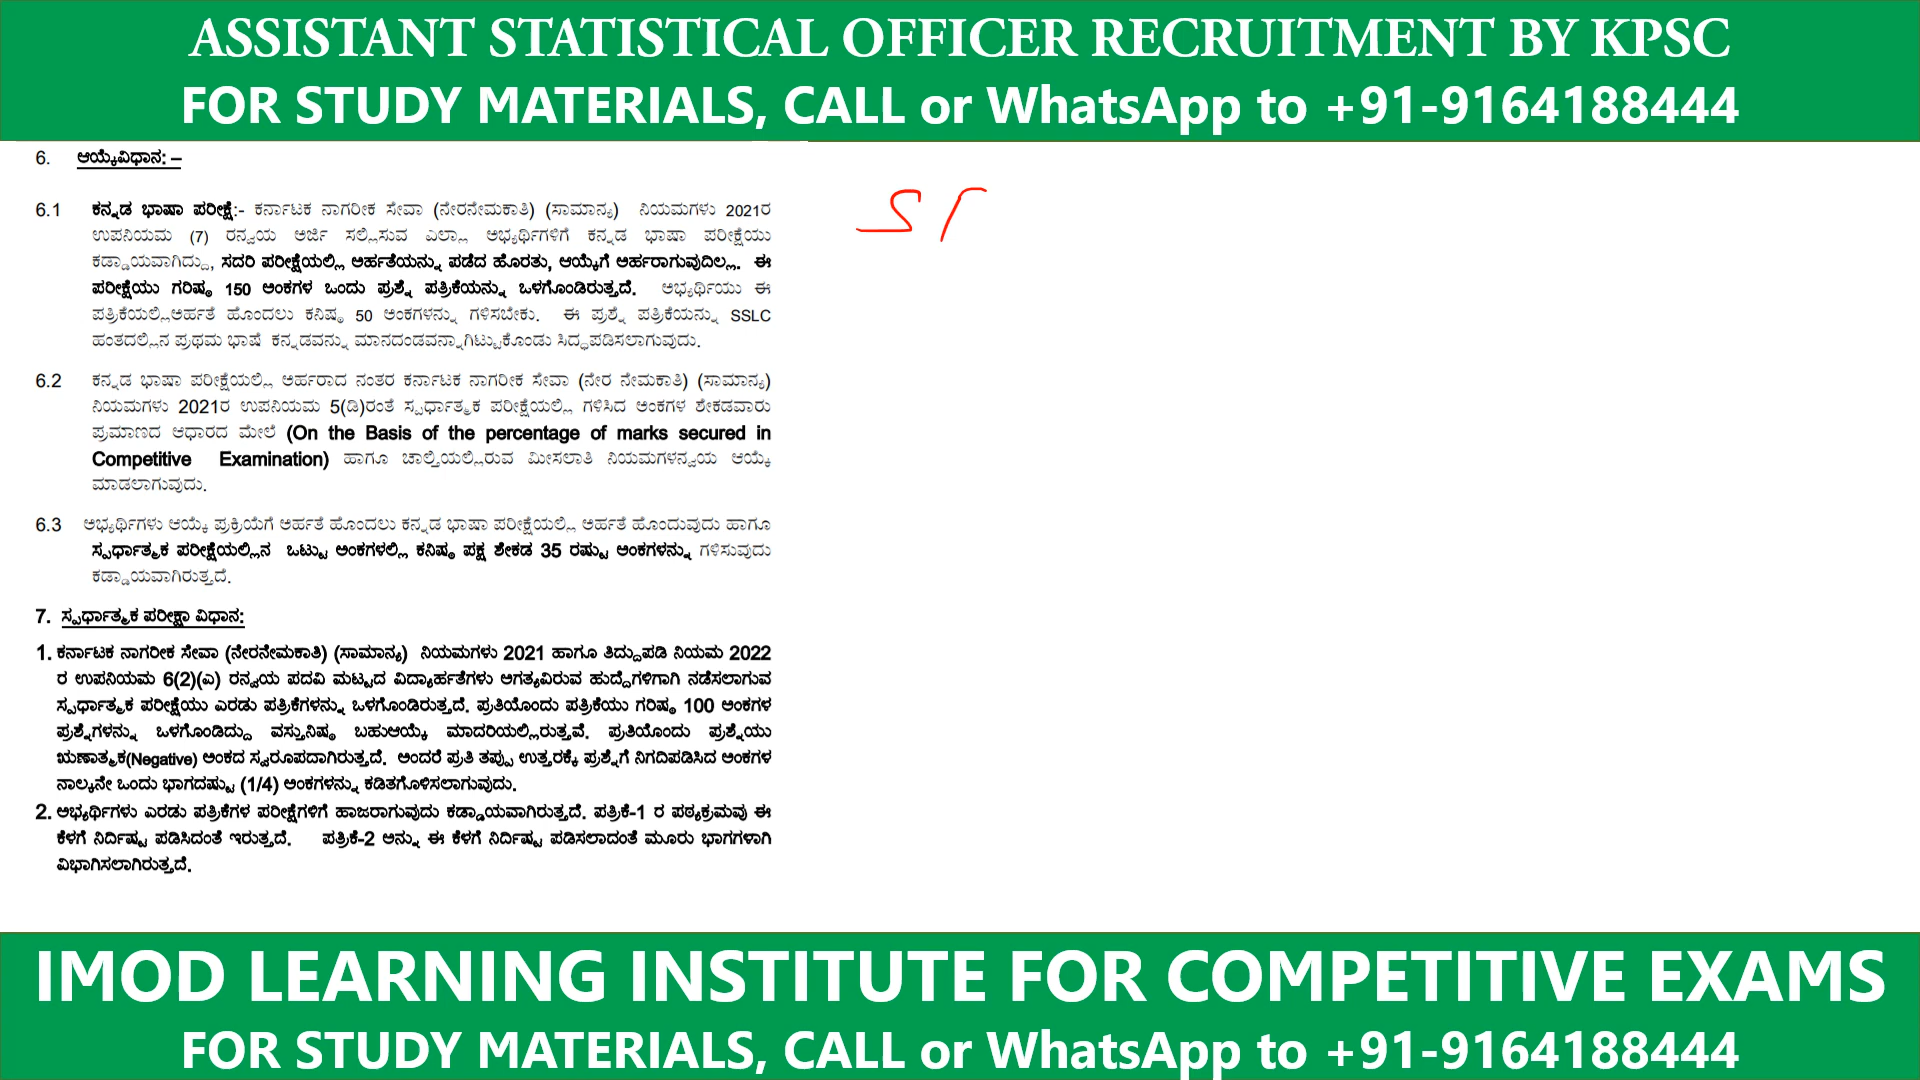 ASSISTANT STATISTICAL OFFICER RECRUITMENT BY KPSC
FOR STUDY MATERIALS, CALL or WhatsApp to +91-9164188444
6. ಆಯ್ಕೆವಿಧಾನ: –
6.1 ಕನ್ನಡ ಭಾಷಾ ಪರೀಕ್ಷೆ:- ಕರ್ನಾಟಕ ನಾಗರೀಕ ಸೇವಾ (ನೇರನೇಮಕಾತಿ) (ಸಾಮಾನ್ಯ) ನಿಯಮಗಳು 2021ರ
ಉಪನಿಯಮ (7) ರನ್ವಯ ಅರ್ಜಿ ಸಲ್ಲಿಸುವ ಎಲ್ಲಾ ಅಭ್ಯರ್ಥಿಗಳಿಗೆ ಕನ್ನಡ ಭಾಷಾ ಪರೀಕ್ಷೆಯು
ಕಡ್ಡಾಯವಾಗಿದ್ದು, ಸದರಿ ಪರೀಕ್ಷೆಯಲ್ಲಿ ಅರ್ಹತೆಯನ್ನು ಪಡೆದ ಹೊರತು, ಆಯ್ಕೆಗೆ ಅರ್ಹರಾಗುವುದಿಲ್ಲ. ಈ
ಪರೀಕ್ಷೆಯು ಗರಿಷ್ಠ 150 ಅಂಕಗಳ ಒಂದು ಪ್ರಶ್ನೆ ಪತ್ರಿಕೆಯನ್ನು ಒಳಗೊಂಡಿರುತ್ತದೆ. ಅಭ್ಯರ್ಥಿಯು ಈ
ಪತ್ರಿಕೆಯಲ್ಲಿಅರ್ಹತೆ ಹೊಂದಲು ಕನಿಷ್ಠ 50 ಅಂಕಗಳನ್ನು ಗಳಿಸಬೇಕು. ಈ ಪ್ರಶ್ನೆ ಪತ್ರಿಕೆಯನ್ನು SSLC
ಹಂತದಲ್ಲಿನ ಪ್ರಥಮ ಭಾಷೆ ಕನ್ನಡವನ್ನು ಮಾನದಂಡವನ್ನಾಗಿಟ್ಟುಕೊಂಡು ಸಿದ್ಧಪಡಿಸಲಾಗುವುದು.
6.2 ಕನ್ನಡ ಭಾಷಾ ಪರೀಕ್ಷೆಯಲ್ಲಿ ಅರ್ಹರಾದ ನಂತರ ಕರ್ನಾಟಕ ನಾಗರೀಕ ಸೇವಾ (ನೇರ ನೇಮಕಾತಿ) (ಸಾಮಾನ್ಯ)
ನಿಯಮಗಳು 2021ರ ಉಪನಿಯಮ 5(ಡಿ)ರಂತೆ ಸ್ಪರ್ಧಾತ್ಮಕ ಪರೀಕ್ಷೆಯಲ್ಲಿ ಗಳಿಸಿದ ಅಂಕಗಳ ಶೇಕಡವಾರು
ಪ್ರಮಾಣದ ಆಧಾರದ ಮೇಲೆ (On the Basis of the percentage of marks secured in
Competitive Examination) ಹಾಗೂ ಚಾಲ್ತಿಯಲ್ಲಿರುವ ಮೀಸಲಾತಿ ನಿಯಮಗಳನ್ವಯ ಆಯ್ಕೆ
ಮಾಡಲಾಗುವುದು.
6.3 ಅಭ್ಯರ್ಥಿಗಳು ಆಯ್ಕೆ ಪ್ರಕ್ರಿಯೆಗೆ ಅರ್ಹತೆ ಹೊಂದಲು ಕನ್ನಡ ಭಾಷಾ ಪರೀಕ್ಷೆಯಲ್ಲಿ ಅರ್ಹತೆ ಹೊಂದುವುದು ಹಾಗೂ
ಸ್ಪರ್ಧಾತ್ಮಕ ಪರೀಕ್ಷೆಯಲ್ಲಿನ ಒಟ್ಟು ಅಂಕಗಳಲ್ಲಿ ಕನಿಷ್ಠ ಪಕ್ಷ ಶೇಕಡ 35 ರಷ್ಟು ಅಂಕಗಳನ್ನು ಗಳಿಸುವುದು
ಕಡ್ಡಾಯವಾಗಿರುತ್ತದೆ.
7. ಸ್ಪರ್ಧಾತ್ಮಕ ಪರೀಕ್ಷಾ ವಿಧಾನ:
1. ಕರ್ನಾಟಕ ನಾಗರೀಕ ಸೇವಾ (ನೇರನೇಮಕಾತಿ) (ಸಾಮಾನ್ಯ) ನಿಯಮಗಳು 2021 ಹಾಗೂ ತಿದ್ದುಪಡಿ ನಿಯಮ 2022
ರ ಉಪನಿಯಮ 6(2)(ಎ) ರನ್ವಯ ಪದವಿ ಮಟ್ಟದ ವಿದ್ಯಾರ್ಹತೆಗಳು ಅಗತ್ಯವಿರುವ ಹುದ್ದೆಗಳಿಗಾಗಿ ನಡೆಸಲಾಗುವ
ಸ್ಪರ್ಧಾತ್ಮಕ ಪರೀಕ್ಷೆಯು ಎರಡು ಪತ್ರಿಕೆಗಳನ್ನು ಒಳಗೊಂಡಿರುತ್ತದೆ. ಪ್ರತಿಯೊಂದು ಪತ್ರಿಕೆಯು ಗರಿಷ್ಠ 100 ಅಂಕಗಳ
ಪ್ರಶ್ನೆಗಳನ್ನು ಒಳಗೊಂಡಿದ್ದು ವಸ್ತುನಿಷ್ಠ ಬಹುಆಯ್ಕೆ ಮಾದರಿಯಲ್ಲಿರುತ್ತವೆ. ಪ್ರತಿಯೊಂದು ಪ್ರಶ್ನೆಯು
ಋಣಾತ್ಮಕ(Negative) ಅಂಕದ ಸ್ವರೂಪದಾಗಿರುತ್ತದೆ. ಅಂದರೆ ಪ್ರತಿ ತಪ್ಪು ಉತ್ತರಕ್ಕೆ ಪ್ರಶ್ನೆಗೆ ನಿಗದಿಪಡಿಸಿದ ಅಂಕಗಳ
ನಾಲ್ಕನೇ ಒಂದು ಭಾಗದಷ್ಟು (1/4) ಅಂಕಗಳನ್ನು ಕಡಿತಗೊಳಿಸಲಾಗುವುದು.
2. ಅಭ್ಯರ್ಥಿಗಳು ಎರಡು ಪತ್ರಿಕೆಗಳ ಪರೀಕ್ಷೆಗಳಿಗೆ ಹಾಜರಾಗುವುದು ಕಡ್ಡಾಯವಾಗಿರುತ್ತದೆ. ಪತ್ರಿಕೆ-1 ರ ಪಠ್ಯಕ್ರಮವು ಈ
ಕೆಳಗೆ ನಿರ್ದಿಷ್ಟ ಪಡಿಸಿದಂತೆ ಇರುತ್ತದೆ. ಪತ್ರಿಕೆ-2 ಅನ್ನು ಈ ಕೆಳಗೆ ನಿರ್ದಿಷ್ಟ ಪಡಿಸಲಾದಂತೆ ಮೂರು ಭಾಗಗಳಾಗಿ
ವಿಭಾಗಿಸಲಾಗಿರುತ್ತದೆ.
IMOD LEARNING INSTITUTE FOR COMPETITIVE EXAMS
FOR STUDY MATERIALS, CALL or WhatsApp to +91-9164188444